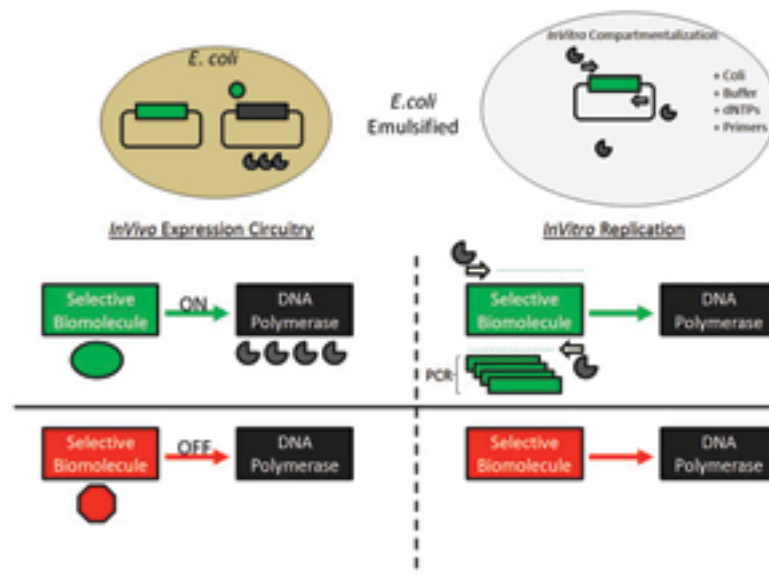 E. coli
InVitro Compartmentalization
+ Coli
+ Buffer
+ dNTPs
+ Primers
E.coli
Emulsified
InVivo Expression Circuitry
InVitro Replication
Selective
Biomolecule
ON
DNA
Polymerase
Selective
Biomolecule
DNA
Polymerase
PCR
Selective
Biomolecule
OFF
DNA
Polymerase
Selective
Biomolecule
DNA
Polymerase